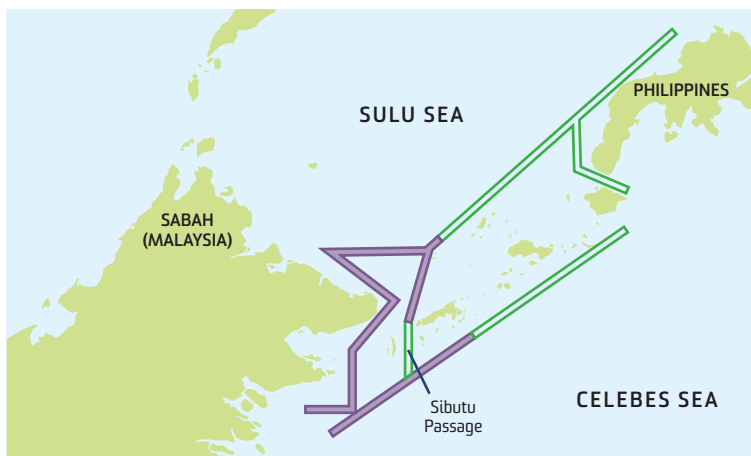 PHILIPPINES
SULU SEA
SABAH
(MALAYSIA)
CELEBES SEA
Sibutu
Passage